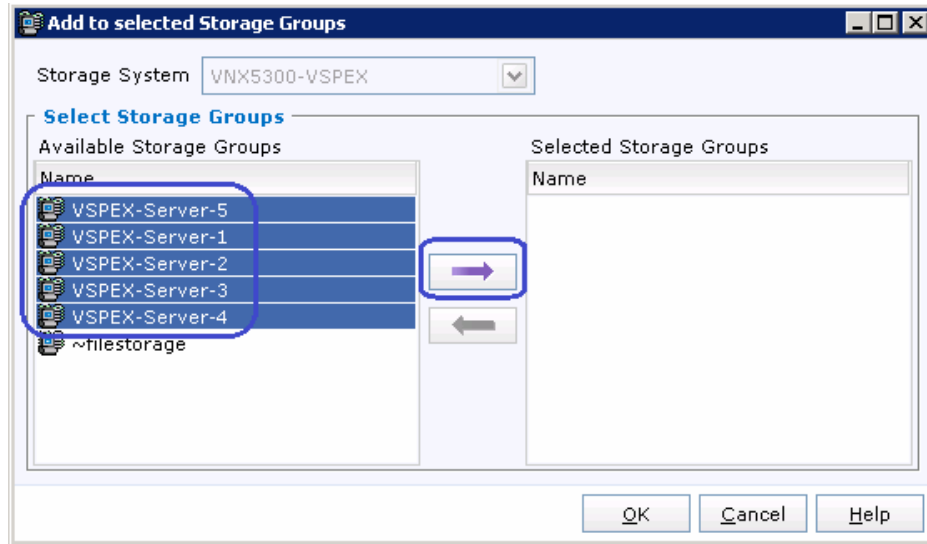 Add to selected Storage Groups
Storage System VNX5300-VSPEX
Select Storage Groups
Available Storage Groups
Selected Storage Groups
Name
Name
VSPEX-Server-5
VSPEX-Server-1
VSPEX-Server-2
VSPEX-Server-3
VSPEX-Server-4
~filestorage
OK Cancel Help